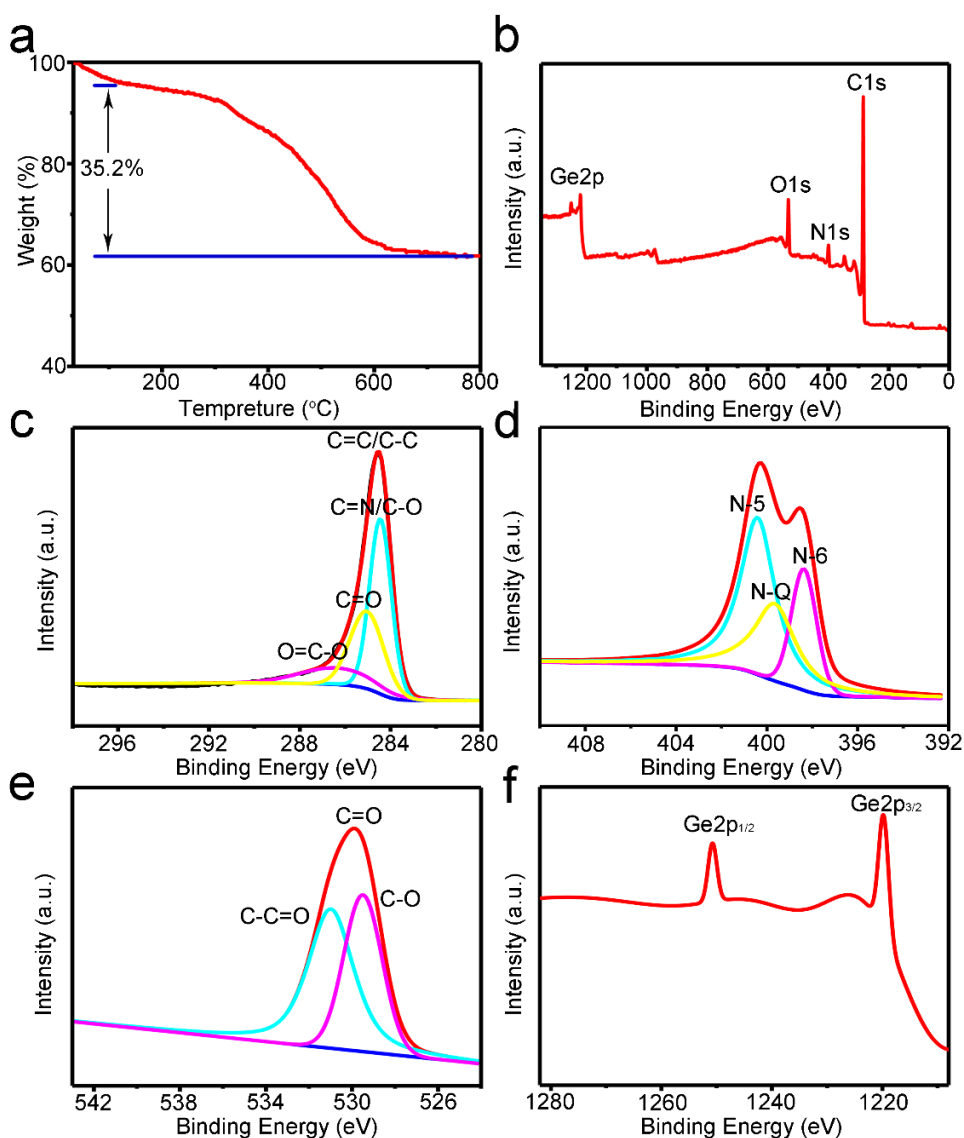 a
100
80
60
40
35.2%
Weight (%)
200 400 600 800
Tempreture (°C)
b
C1s
Ge2p
O1s
N1s
Intensity (a.u.)
1200 1000 800 600 400 200 0
Binding Energy (eV)
c
C=C/C-C
C=N/C-O
C=O
O=C-O
Intensity (a.u.)
296 292 288 284 280
Binding Energy (eV)
d
N-5
N-6
N-Q
Intensity (a.u.)
408 404 400 396 392
Binding Energy (eV)
e
C=O
C-O
C-C=O
Intensity (a.u.)
542 538 534 530 526
Binding Energy (eV)
f
Ge2p3/2
Ge2p1/2
Intensity (a.u.)
1280 1260 1240 1220
Binding Energy (eV)